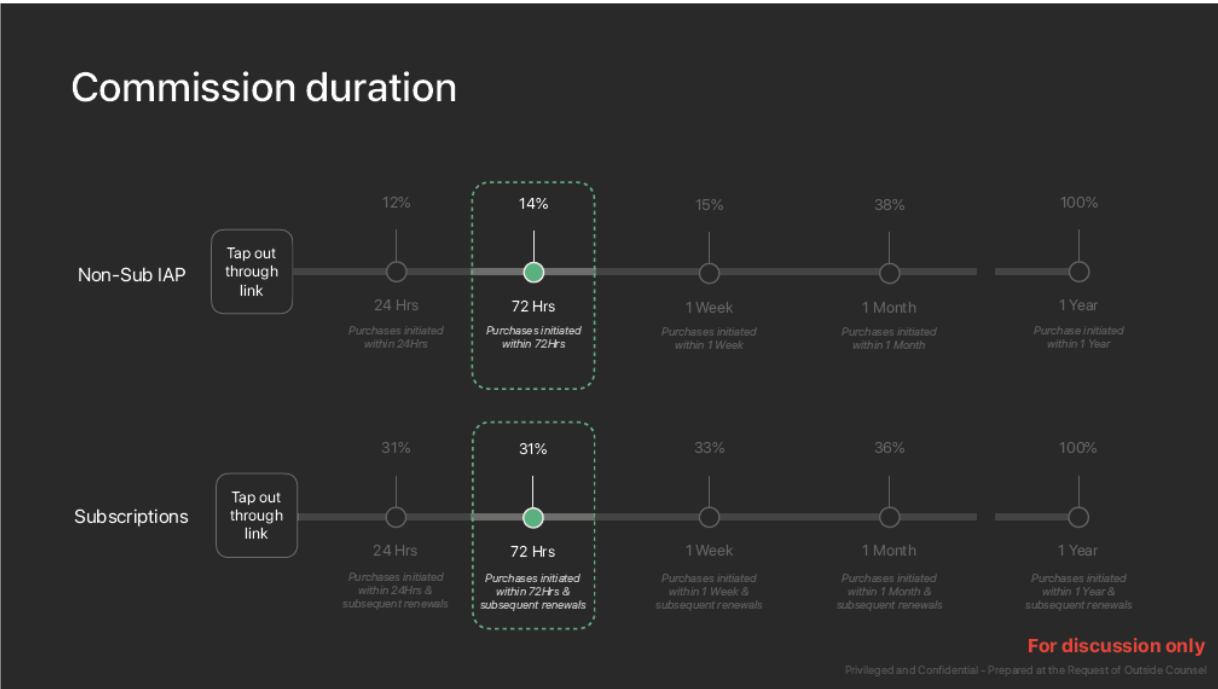 Commission duration
12%
14%
15%
38%
100%
Non-Sub IAP
Tap out
through
link
24 Hrs
72 Hrs
1 Week
1 Month
1 Year
Purchases initiated
within 24Hrs
Purchases initiated
within 72Hrs
Purchases initiated
within 1 Week
Purchases initiated
within 1 Month
Purchase initiated
within 1 Year
31%
31%
33%
36%
100%
Subscriptions
Tap out
through
link
24 Hrs
72 Hrs
1 Week
1 Month
1 Year
Purchases initiated
within 24Hrs &
subsequent renewals
Purchases initiated
within 72Hrs &
subsequent renewals
Purchases initiated
within 1 Week &
subsequent renewals
Purchases initiated
within 1 Month &
subsequent renewals
Purchases initiated
within 1 Year &
subsequent renewals
For discussion only
Privileged and Confidential - Prepared at the Request of Outside Counsel